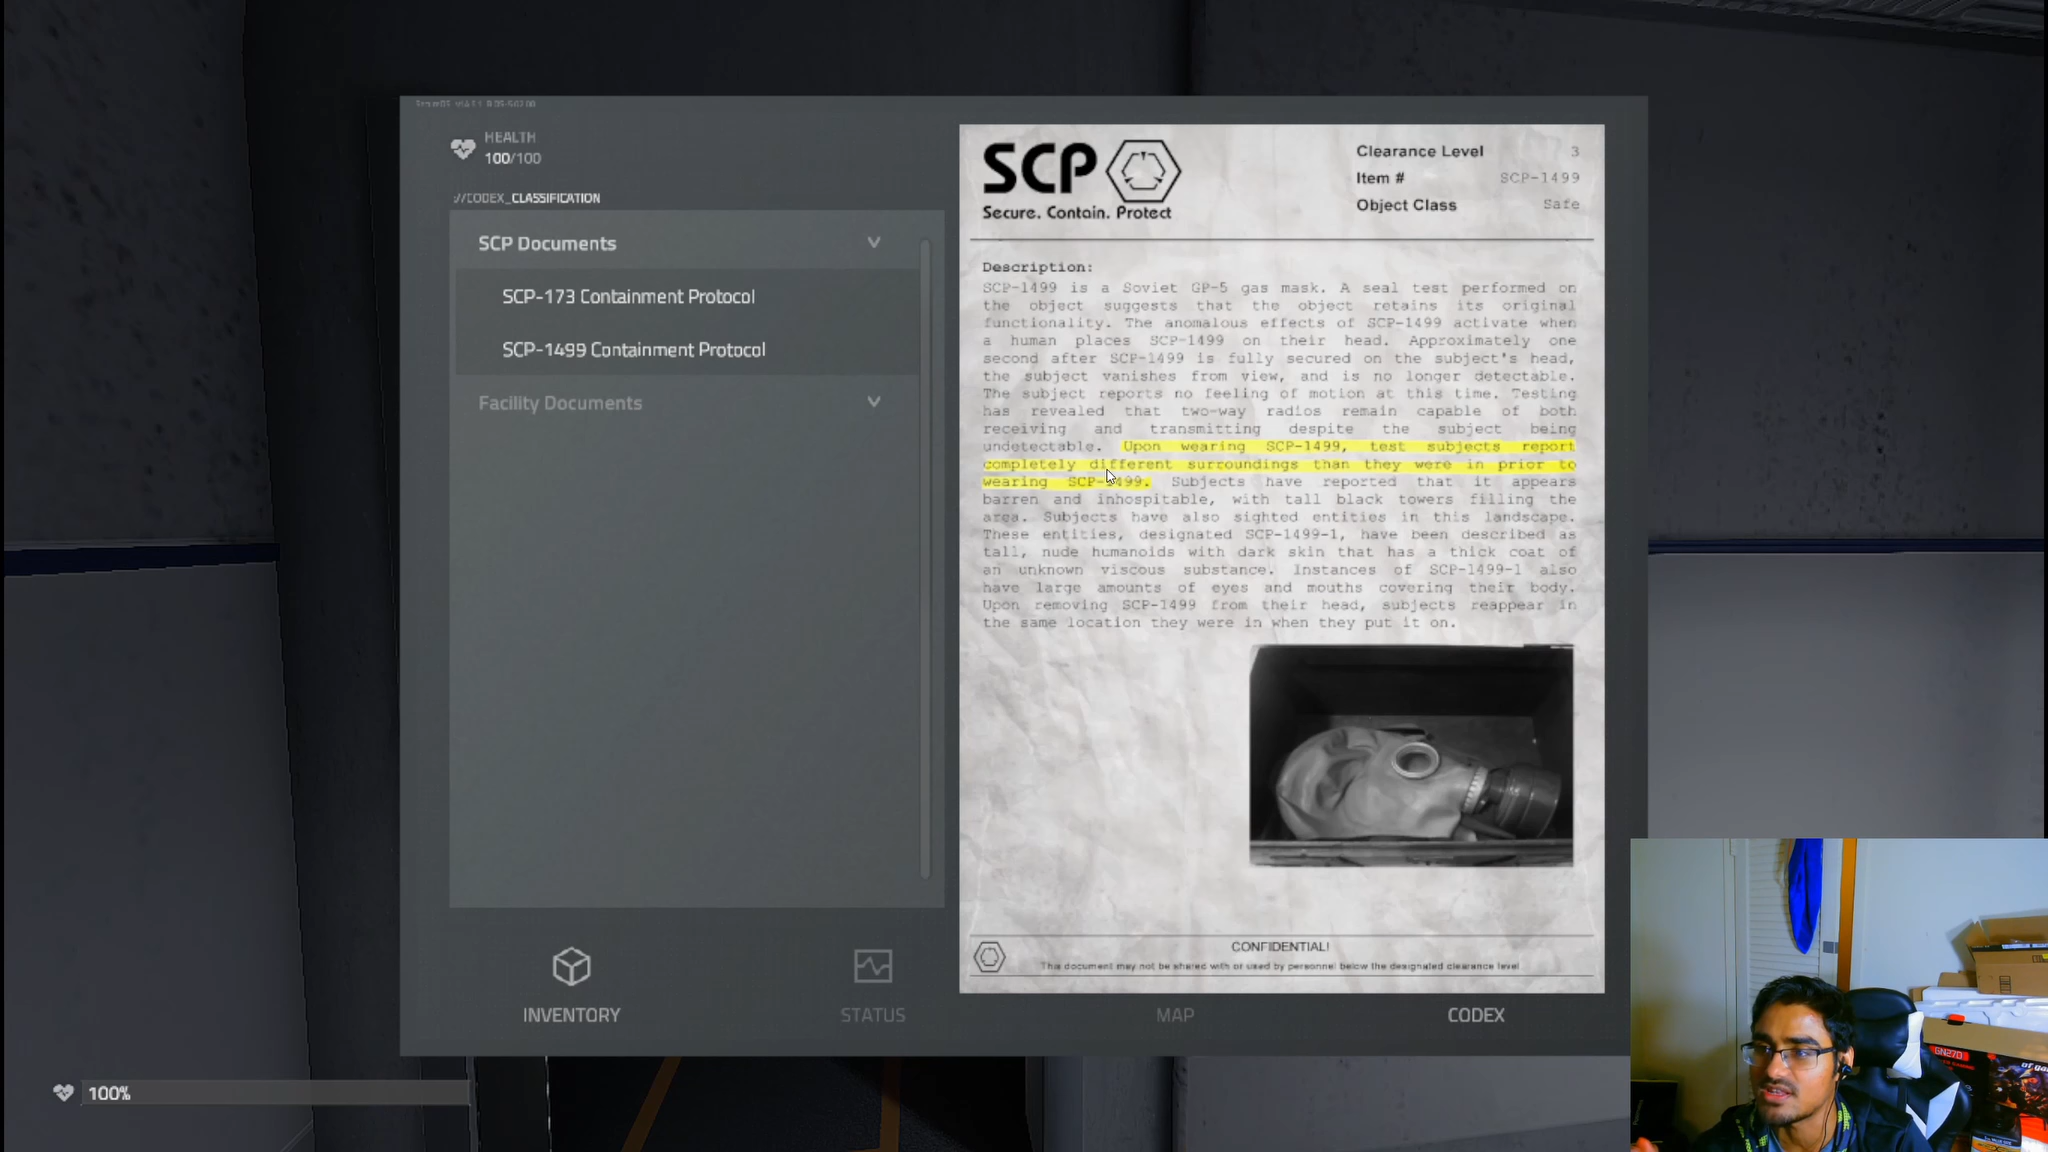 HEALTH
100/100
://CODEX_CLASSIFICATION
SCP Documents
SCP-173 Containment Protocol
SCP-1499 Containment Protocol
Facility Documents
INVENTORY
STATUS
MAP
CODEX
100%
SCP
Secure. Contain. Protect
Clearance Level 3
Item # SCP-1499
Object Class Safe
Description:
SCP-1499 is a Soviet GP-5 gas mask. A seal test performed on
the object suggests that the object retains its original
functionality. The anomalous effects of SCP-1499 activate when
a human places SCP-1499 on their head. Approximately one
second after SCP-1499 is fully secured on the subject's head,
the subject vanishes from view, and is no longer detectable.
The subject reports no feeling of motion at this time. Testing
has revealed that two-way radios remain capable of both
receiving and transmitting despite the subject being
undetectable. Upon wearing SCP-1499, test subjects report
completely different surroundings than they were in prior to
wearing SCP-1499. Subjects have reported that it appears
barren and inhospitable, with tall black towers filling the
area. Subjects have also sighted entities in this landscape.
These entities, designated SCP-1499-1, have been described as
tall, nude humanoids with dark skin that has a thick coat of
an unknown viscous substance. Instances of SCP-1499-1 also
have large amounts of eyes and mouths covering their body.
Upon removing SCP-1499 from their head, subjects reappear in
the same location they were in when they put it on.
CONFIDENTIAL!
This document may not be shared with or used by personnel below the designated clearance level
GN270